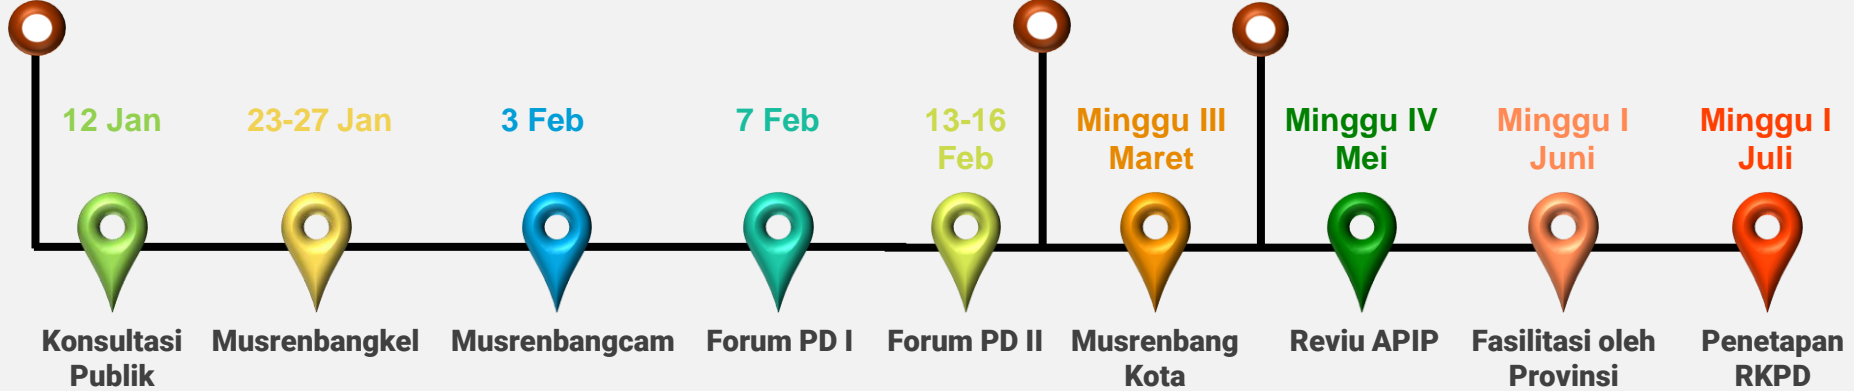 12 Jan
23-27 Jan
3 Feb
7 Feb
13-16
Feb
Minggu III
Maret
Minggu IV
Mei
Minggu I
Juni
Minggu I
Juli
Konsultasi
Publik
Musrenbangkel
Musrenbangcam
Forum PD I
Forum PD II
Musrenbang
Kota
Reviu APIP
Fasilitasi oleh
Provinsi
Penetapan
RKPD